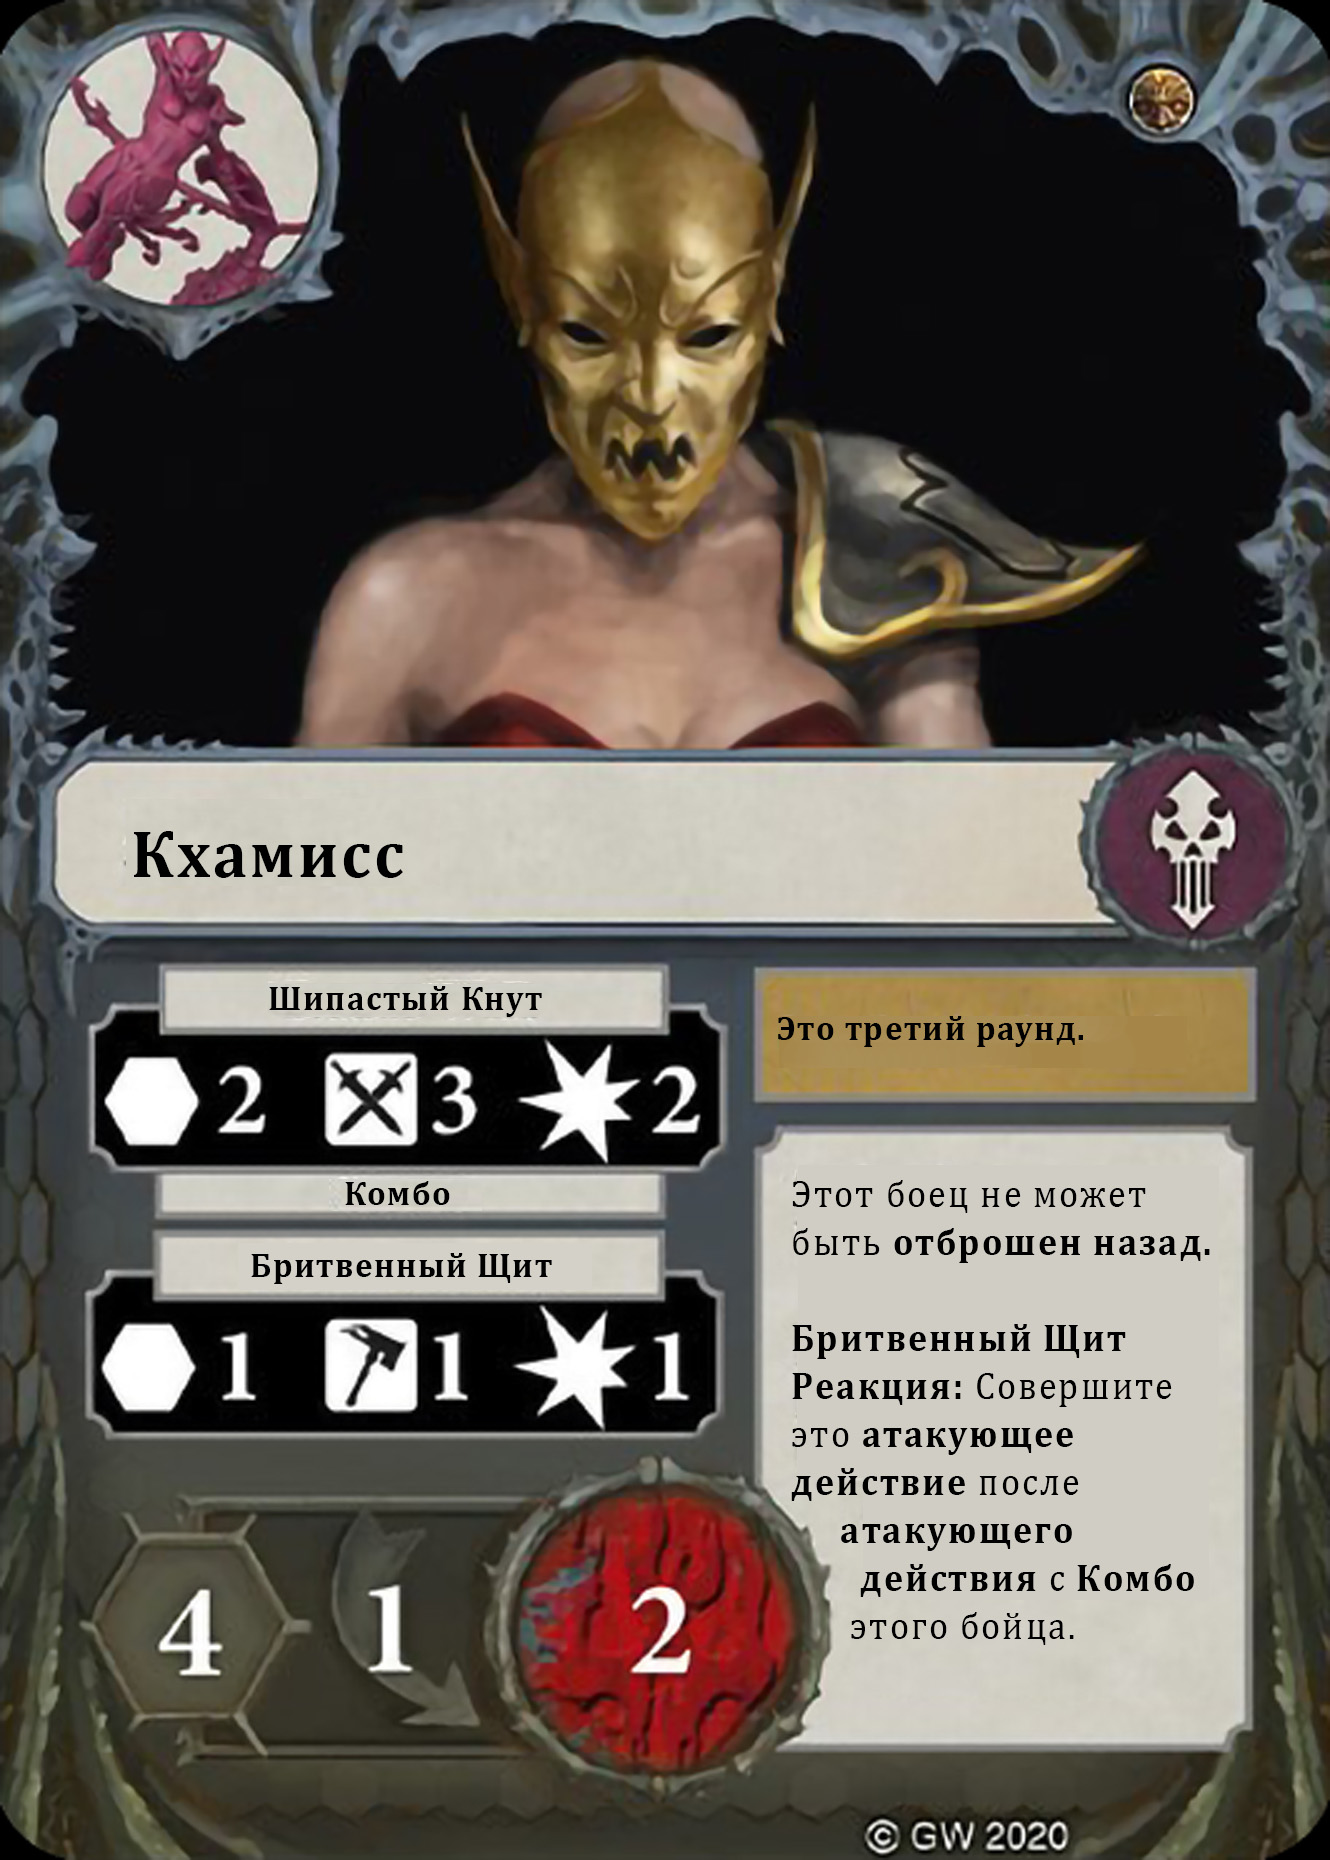 Кхамисс
Шипастый Кнут
2 3 2
Комбо
Бритвенный Щит
1 1 1
4 1 2
Это третий раунд.
Этот боец не может
быть отброшен назад.
Бритвенный Щит
Реакция: Совершите
это атакующее
действие после
атакующего
действия с Комбо
этого бойца.
© GW 2020